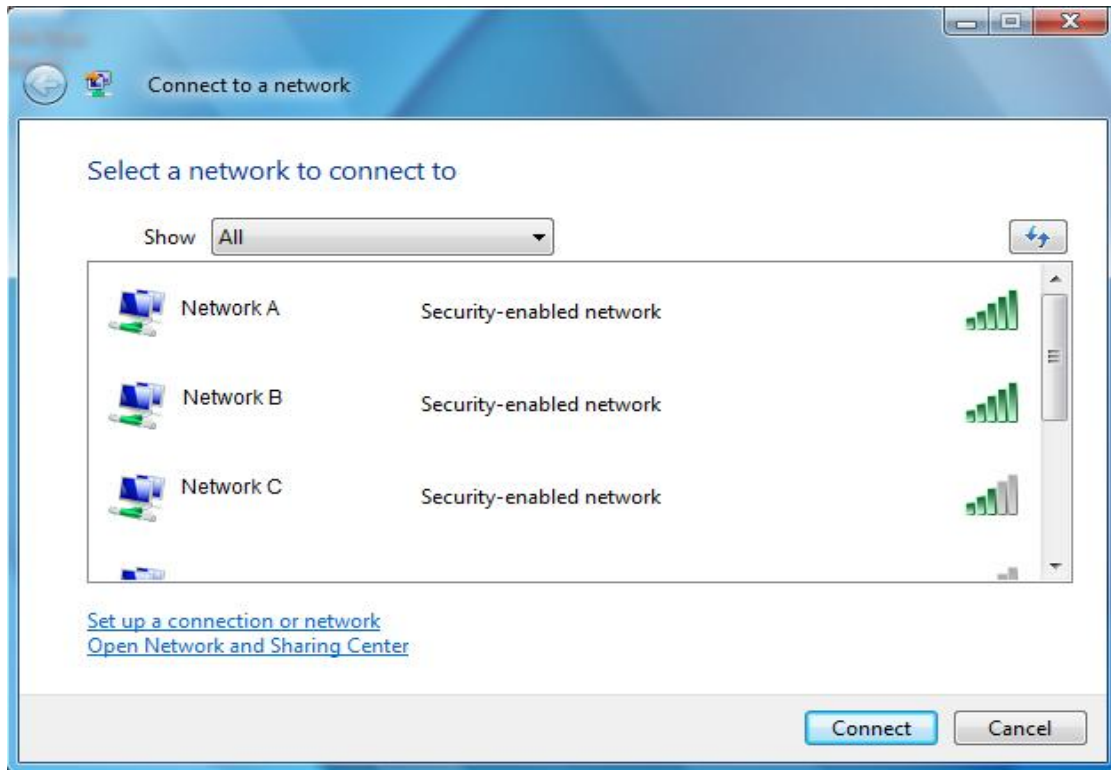 Connect to a network
Select a network to connect to
Show All
Network A Security-enabled network
Network B Security-enabled network
Network C Security-enabled network
Set up a connection or network
Open Network and Sharing Center
Connect Cancel